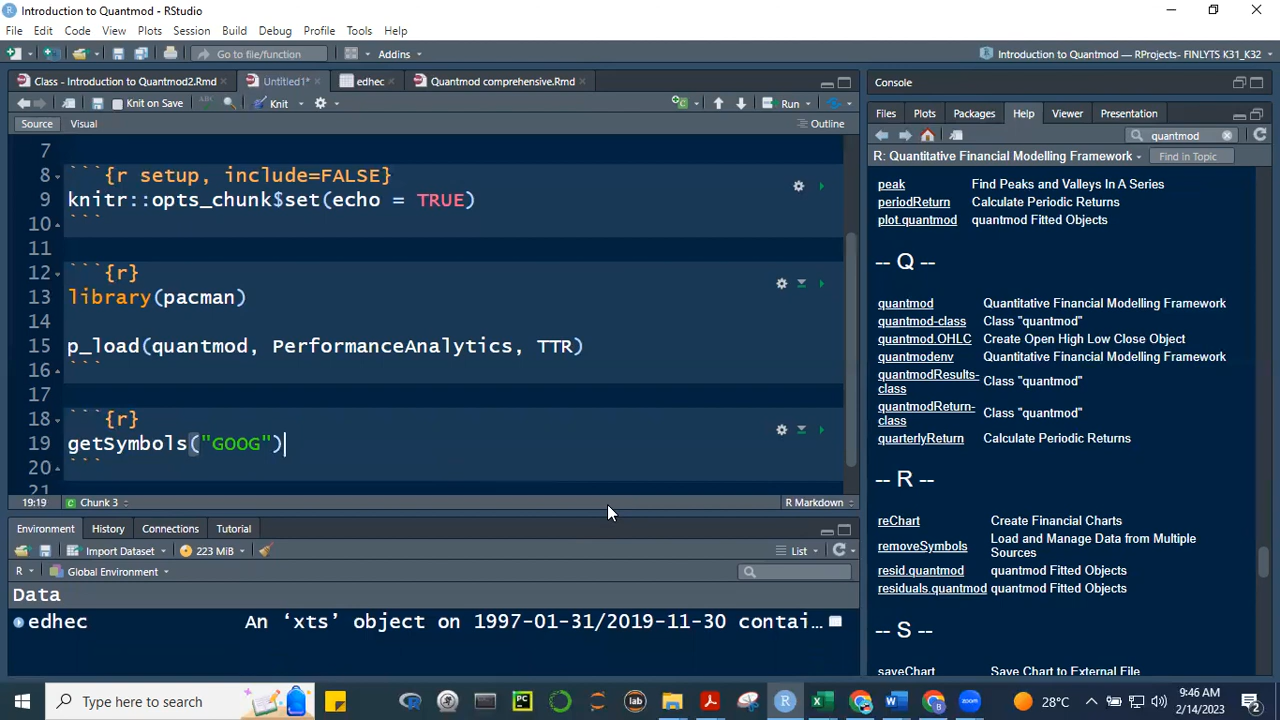 Introduction to Quantmod - RStudio
File Edit Code View Plots Session Build Debug Profile Tools Help
Go to file/function Addins Introduction to Quantmod — RProjects- FINLYTS K31_K32
Class - Introduction to Quantmod2.Rmd Untitled1* edhec Quantmod comprehensive.Rmd
Knit on Save Knit Run
Source Visual Outline
7
8 ```{r setup, include=FALSE}
9 knitr::opts_chunk$set(echo = TRUE)
10 ```
11
12 ```{r}
13 library(pacman)
14
15 p_load(quantmod, PerformanceAnalytics, TTR)
16 ```
17
18 ```{r}
19 getSymbols("GOOG")
20 ```
21
19:19 Chunk 3 R Markdown
Environment History Connections Tutorial
Import Dataset 223 MiB List
R Global Environment
Data
edhec An ‘xts’ object on 1997-01-31/2019-11-30 contai…
Console
Files Plots Packages Help Viewer Presentation
quantmod
R: Quantitative Financial Modelling Framework Find in Topic
peak Find Peaks and Valleys In A Series
periodReturn Calculate Periodic Returns
plot.quantmod quantmod Fitted Objects
-- Q --
quantmod Quantitative Financial Modelling Framework
quantmod-class Class "quantmod"
quantmod.OHLC Create Open High Low Close Object
quantmodenv Quantitative Financial Modelling Framework
quantmodResults-class Class "quantmod"
quantmodReturn-class Class "quantmod"
quarterlyReturn Calculate Periodic Returns
-- R --
reChart Create Financial Charts
removeSymbols Load and Manage Data from Multiple Sources
resid.quantmod quantmod Fitted Objects
residuals.quantmod quantmod Fitted Objects
-- S --
saveChart Save Chart to External File
Type here to search lab zoom 28°C 9:46 AM
2/14/2023 2